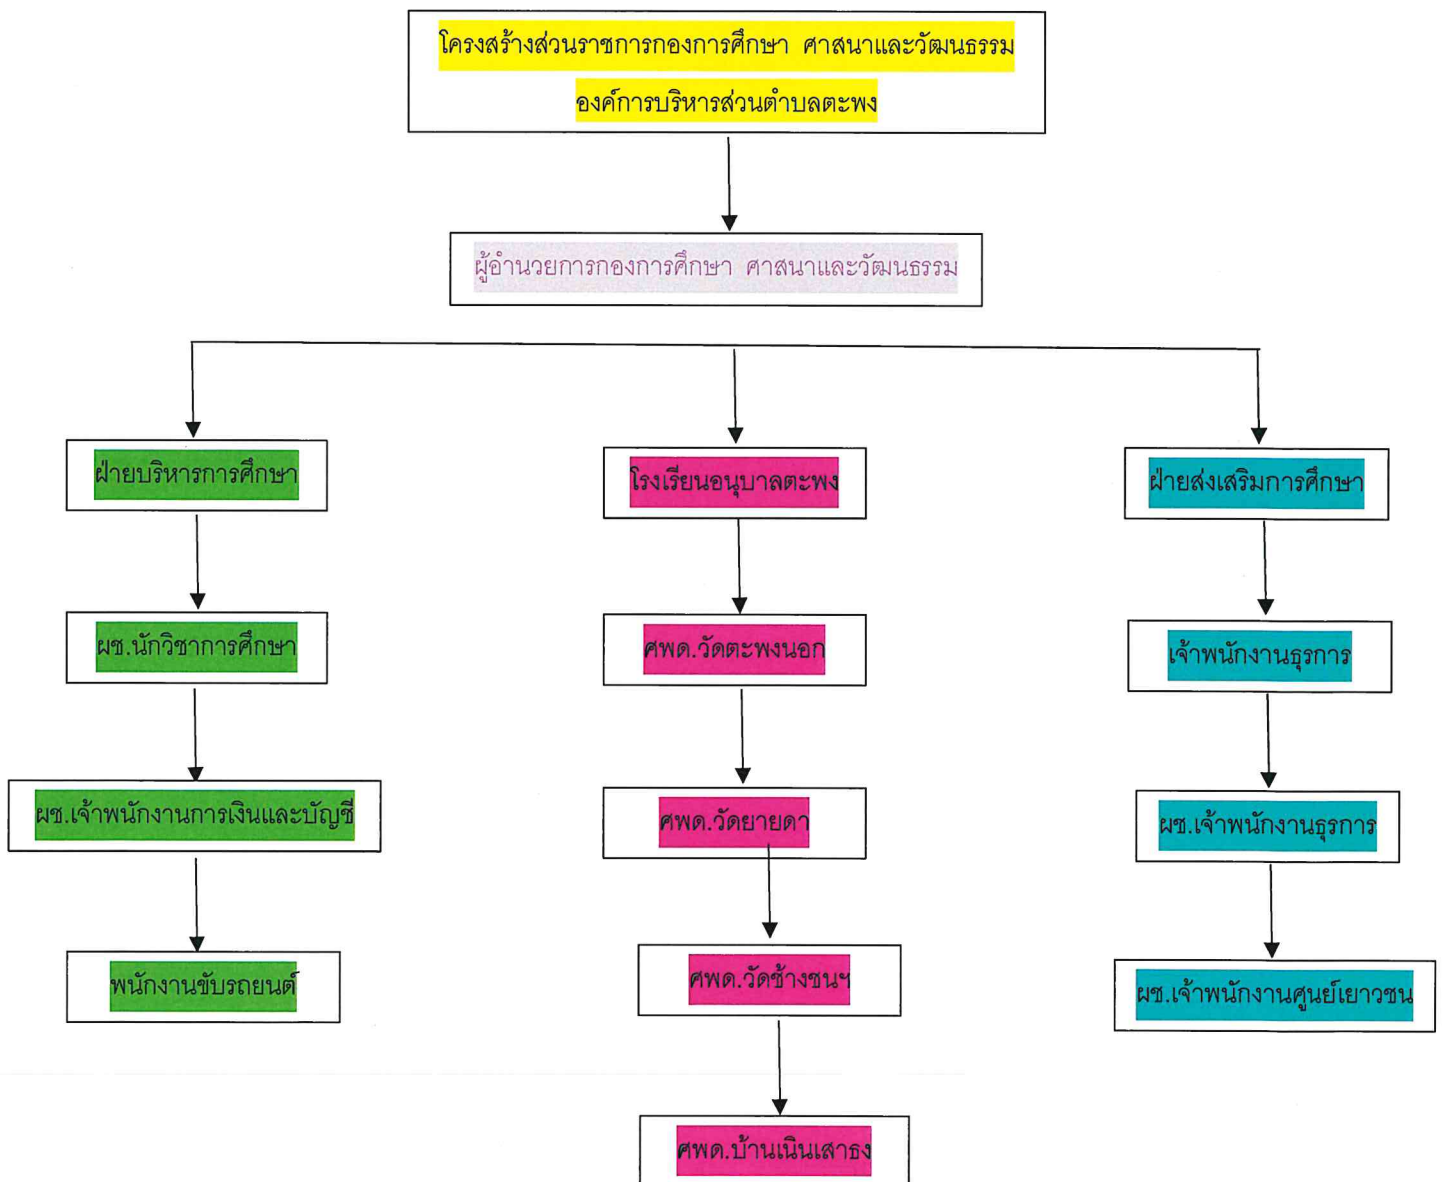 โครงสร้างส่วนราชการกองการศึกษา ศาสนาและวัฒนธรรม
องค์การบริหารส่วนตำบลตะพง
ผู้อำนวยการกองการศึกษา ศาสนาและวัฒนธรรม
ฝ่ายบริหารการศึกษา
โรงเรียนอนุบาลตะพง
ฝ่ายส่งเสริมการศึกษา
ผช.นักวิชาการศึกษา
ศพด.วัดตะพงนอก
เจ้าพนักงานธุรการ
ผช.เจ้าพนักงานการเงินและบัญชี
ศพด.วัดยายดา
ผช.เจ้าพนักงานธุรการ
พนักงานขับรถยนต์
ศพด.วัดช้างชนฯ
ผช.เจ้าพนักงานศูนย์เยาวชน
ศพด.บ้านเนินเสาธง